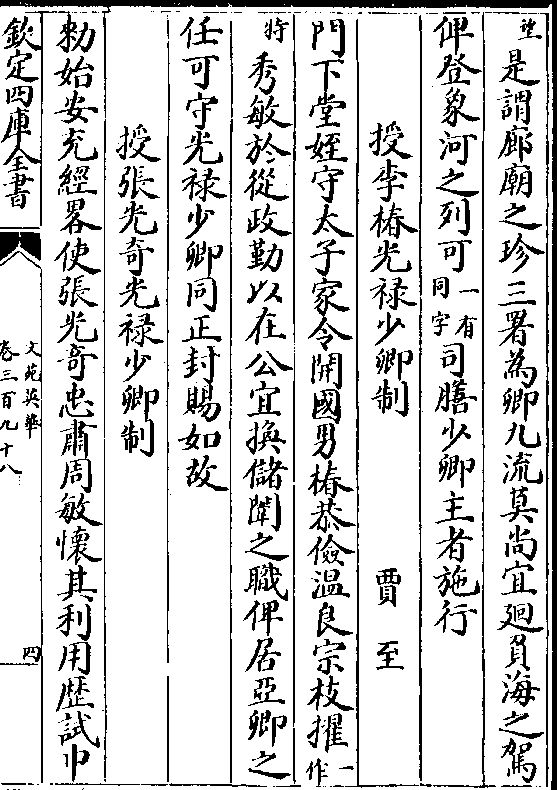 望是謂廊廟之珍三署為卿九流莫尚宜廻負海之駕
俾登象河之列可一有同字司膳少卿主者施行
授李椿光禄少卿制 賈至
門下堂姪守太子家令開國男椿恭儉温良宗枝擢一作
特秀敏於從政勤以在公宜換儲闈之職俾居亞卿之
任可守光禄少卿同正封賜如故
授張光奇光禄少卿制
勑始安充經畧使張光奇忠肅周敏懷其利用歴試巾
欽定四庫全書 文苑英華 卷三百九十八 四